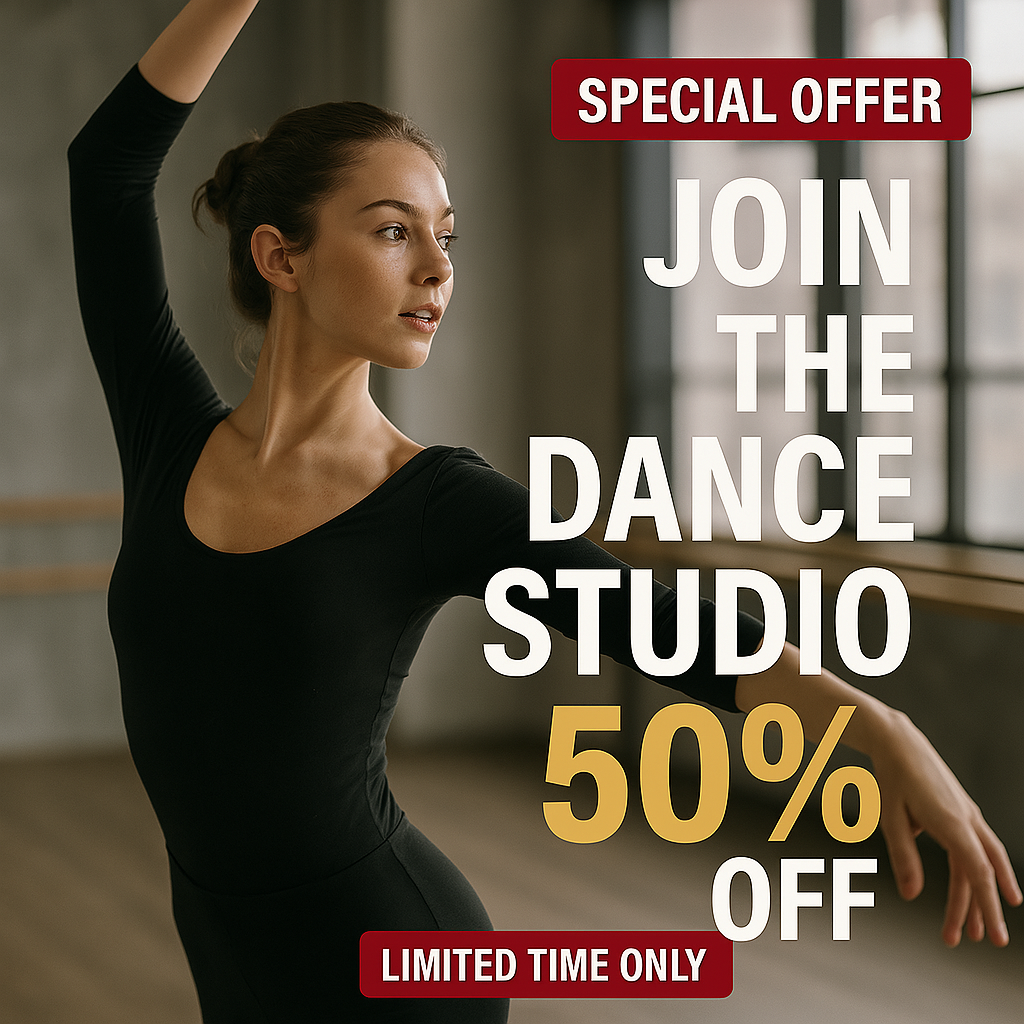 SPECIAL OFFER
JOIN
THE
DANCE
STUDIO
50%
OFF
LIMITED TIME ONLY